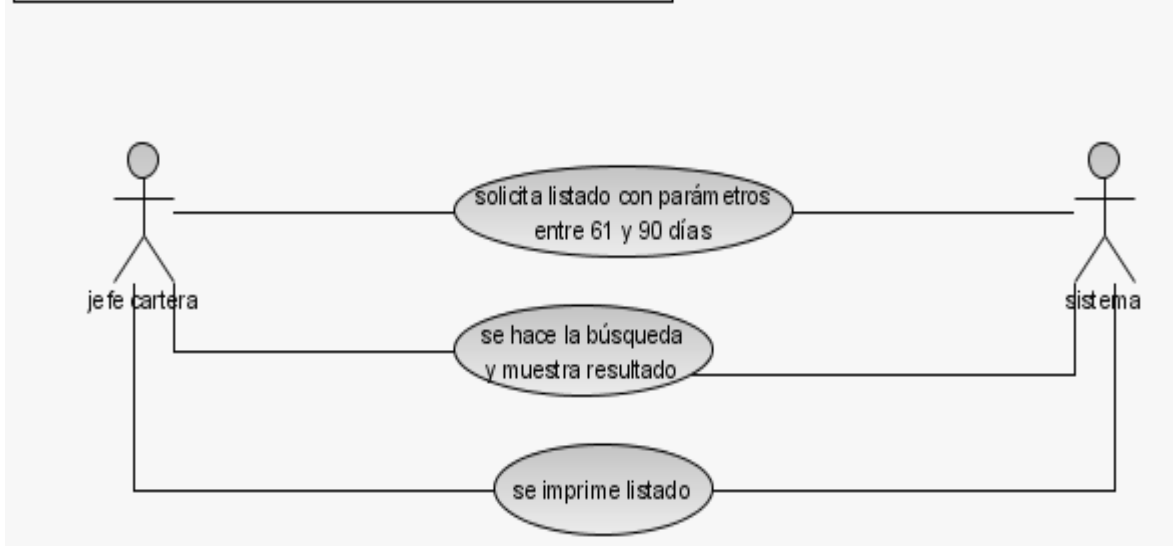 solicita listado con parámetros
entre 61 y 90 días
jefe cartera
sistema
se hace la búsqueda
y muestra resultado
se imprime listado